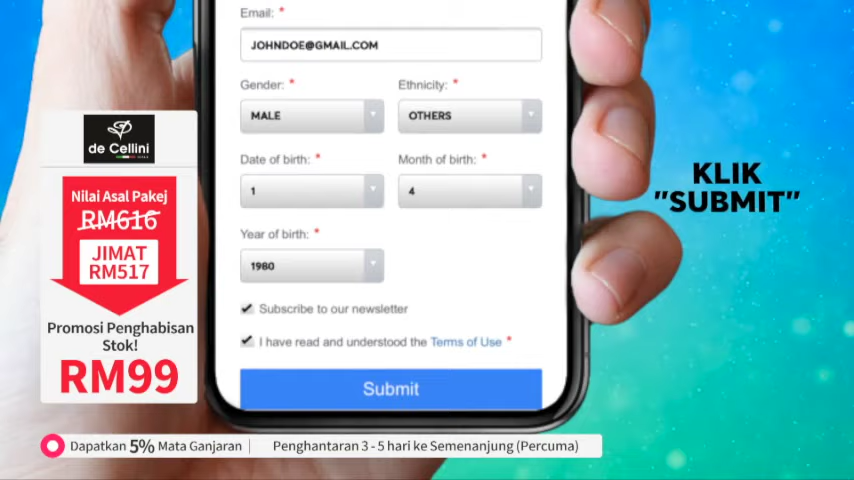 Email: *
JOHNDOE@GMAIL.COM
Gender: *
Ethnicity: *
MALE
OTHERS
Date of birth: *
Month of birth: *
1
4
Year of birth: *
1980
Subscribe to our newsletter
I have read and understood the Terms of Use *
Submit
de Cellini
Nilai Asal Pakej
RM616
JIMAT
RM517
Promosi Penghabisan
Stok!
RM99
KLIK
"SUBMIT"
Dapatkan 5% Mata Ganjaran | Penghantaran 3 - 5 hari ke Semenanjung (Percuma)